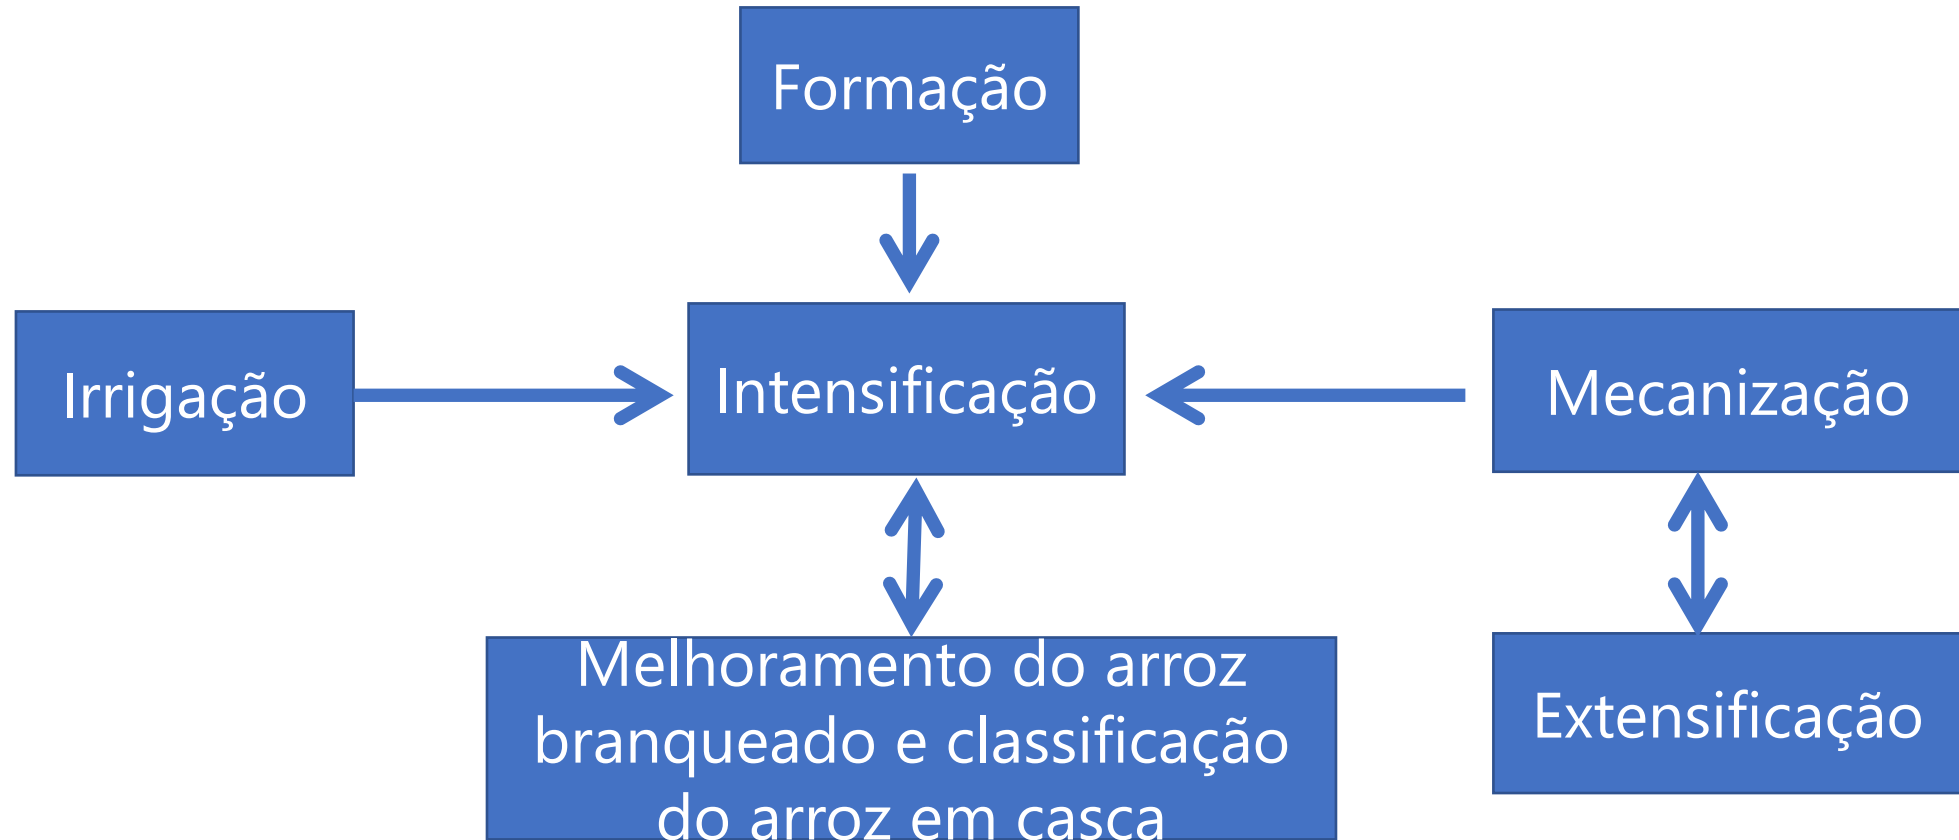 Formação
Irrigação
Intensificação
Mecanização
Melhoramento do arroz
branqueado e classificação
do arroz em casca
Extensificação